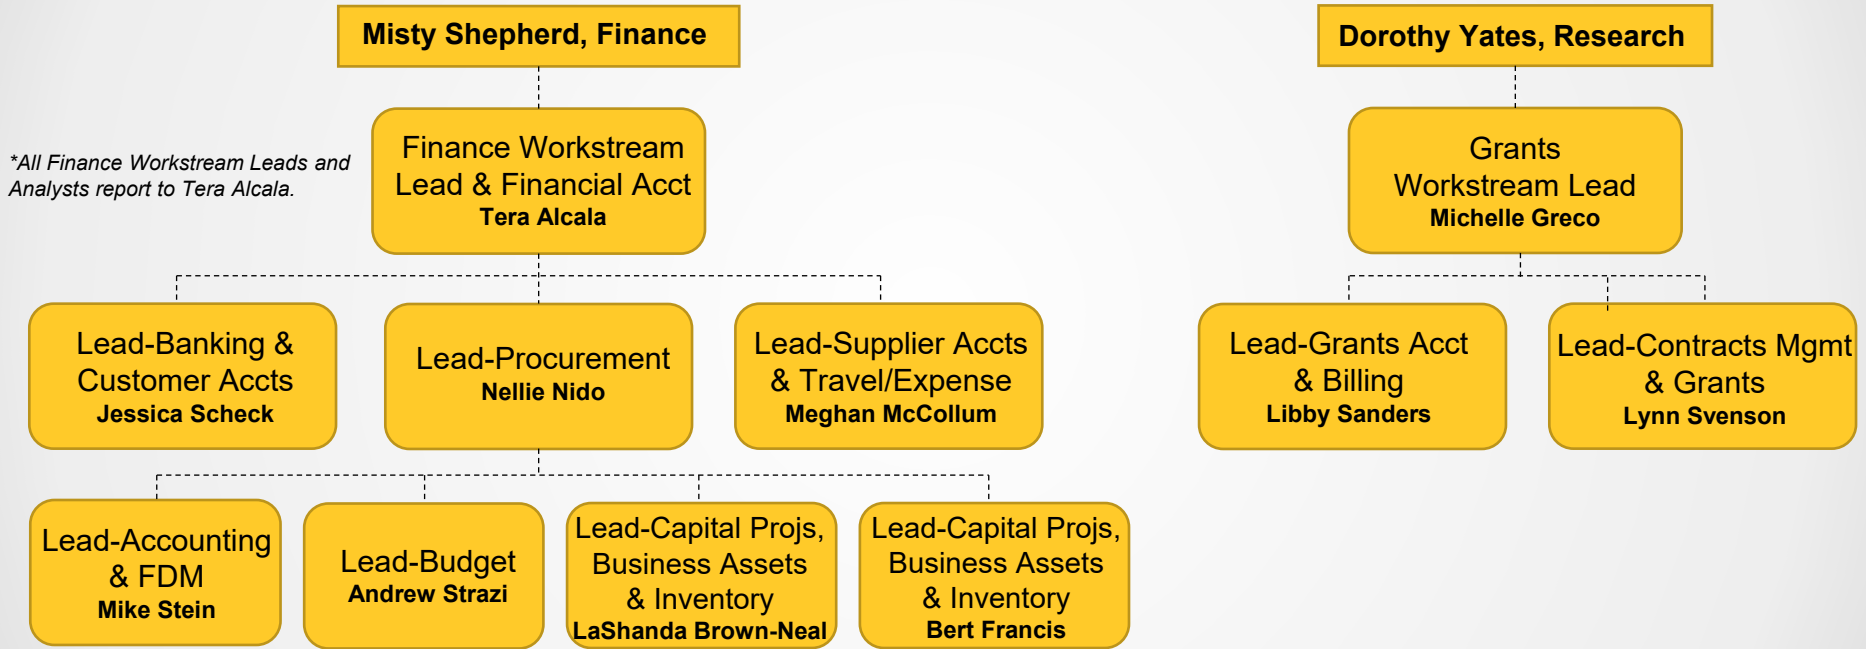 Misty Shepherd, Finance
Dorothy Yates, Research
*All Finance Workstream Leads and
Analysts report to Tera Alcala.
Finance Workstream
Lead & Financial Acct
Tera Alcala
Grants
Workstream Lead
Michelle Greco
Lead-Banking &
Customer Accts
Jessica Scheck
Lead-Procurement
Nellie Nido
Lead-Supplier Accts
& Travel/Expense
Meghan McCollum
Lead-Grants Acct
& Billing
Libby Sanders
Lead-Contracts Mgmt
& Grants
Lynn Svenson
Lead-Accounting
& FDM
Mike Stein
Lead-Budget
Andrew Strazi
Lead-Capital Projs,
Business Assets
& Inventory
LaShanda Brown-Neal
Lead-Capital Projs,
Business Assets
& Inventory
Bert Francis